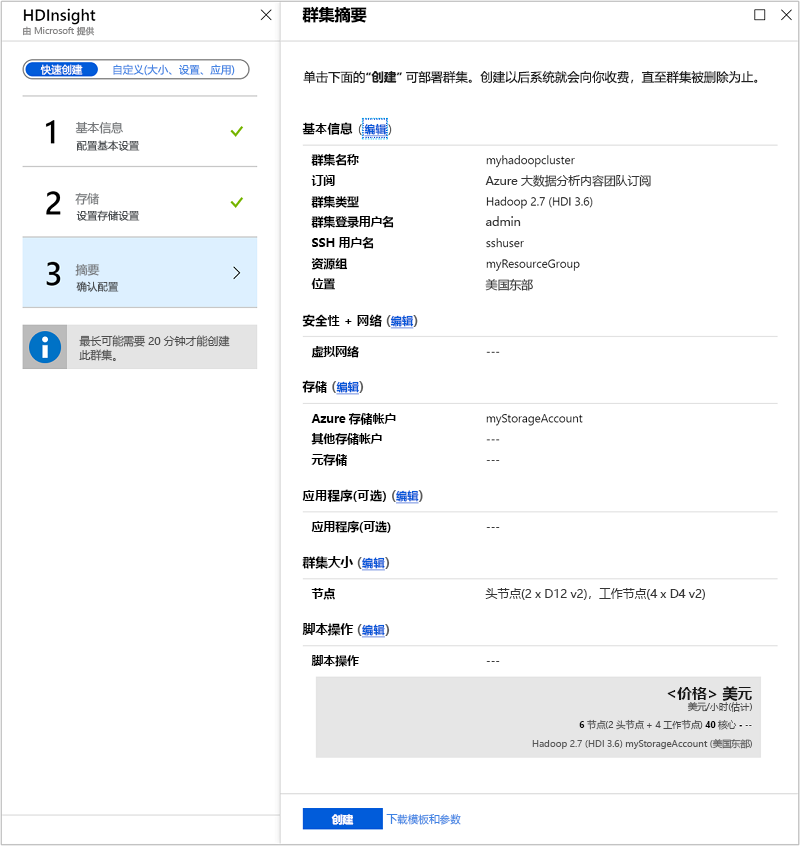 HDInsight
由 Microsoft 提供
快速创建 自定义(大小、设置、应用)
1 基本信息
配置基本设置
2 存储
设置存储设置
3 摘要
确认配置
最长可能需要 20 分钟才能创建
此群集。
群集摘要
单击下面的“创建” 可部署群集。创建以后系统就会向你收费，直至群集被删除为止。
基本信息 (编辑)
群集名称 myhadoopcluster
订阅 Azure 大数据分析内容团队订阅
群集类型 Hadoop 2.7 (HDI 3.6)
群集登录用户名 admin
SSH 用户名 sshuser
资源组 myResourceGroup
位置 美国东部
安全性 + 网络 (编辑)
虚拟网络 ---
存储 (编辑)
Azure 存储帐户 myStorageAccount
其他存储帐户 ---
元存储 ---
应用程序(可选) (编辑)
应用程序(可选) ---
群集大小 (编辑)
节点 头节点(2 x D12 v2)，工作节点(4 x D4 v2)
脚本操作 (编辑)
脚本操作 ---
<价格> 美元
美元/小时(估计)
6 节点(2 头节点 + 4 工作节点) 40 核心 - --
Hadoop 2.7 (HDI 3.6) myStorageAccount (美国东部)
创建 下载模板和参数